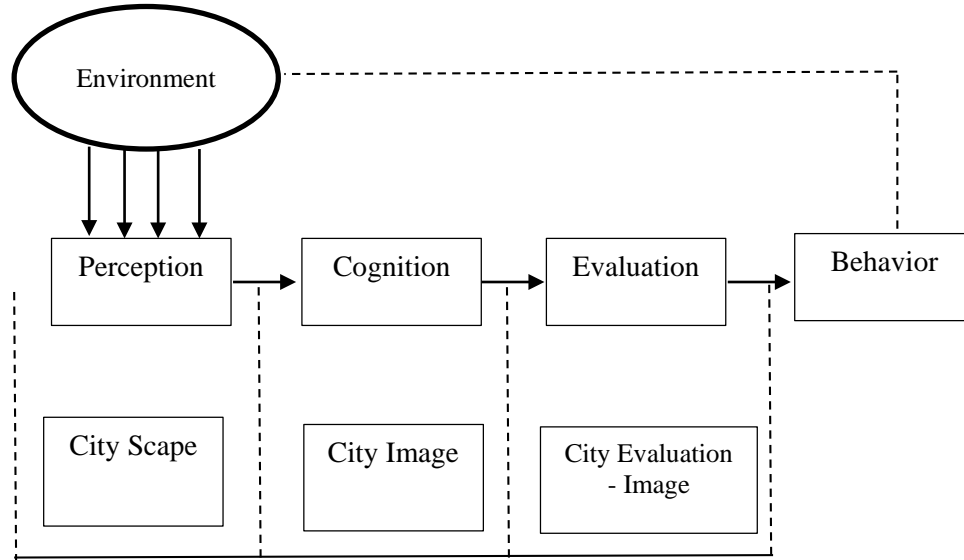 Environment
Perception
Cognition
Evaluation
Behavior
City Scape
City Image
City Evaluation
- Image